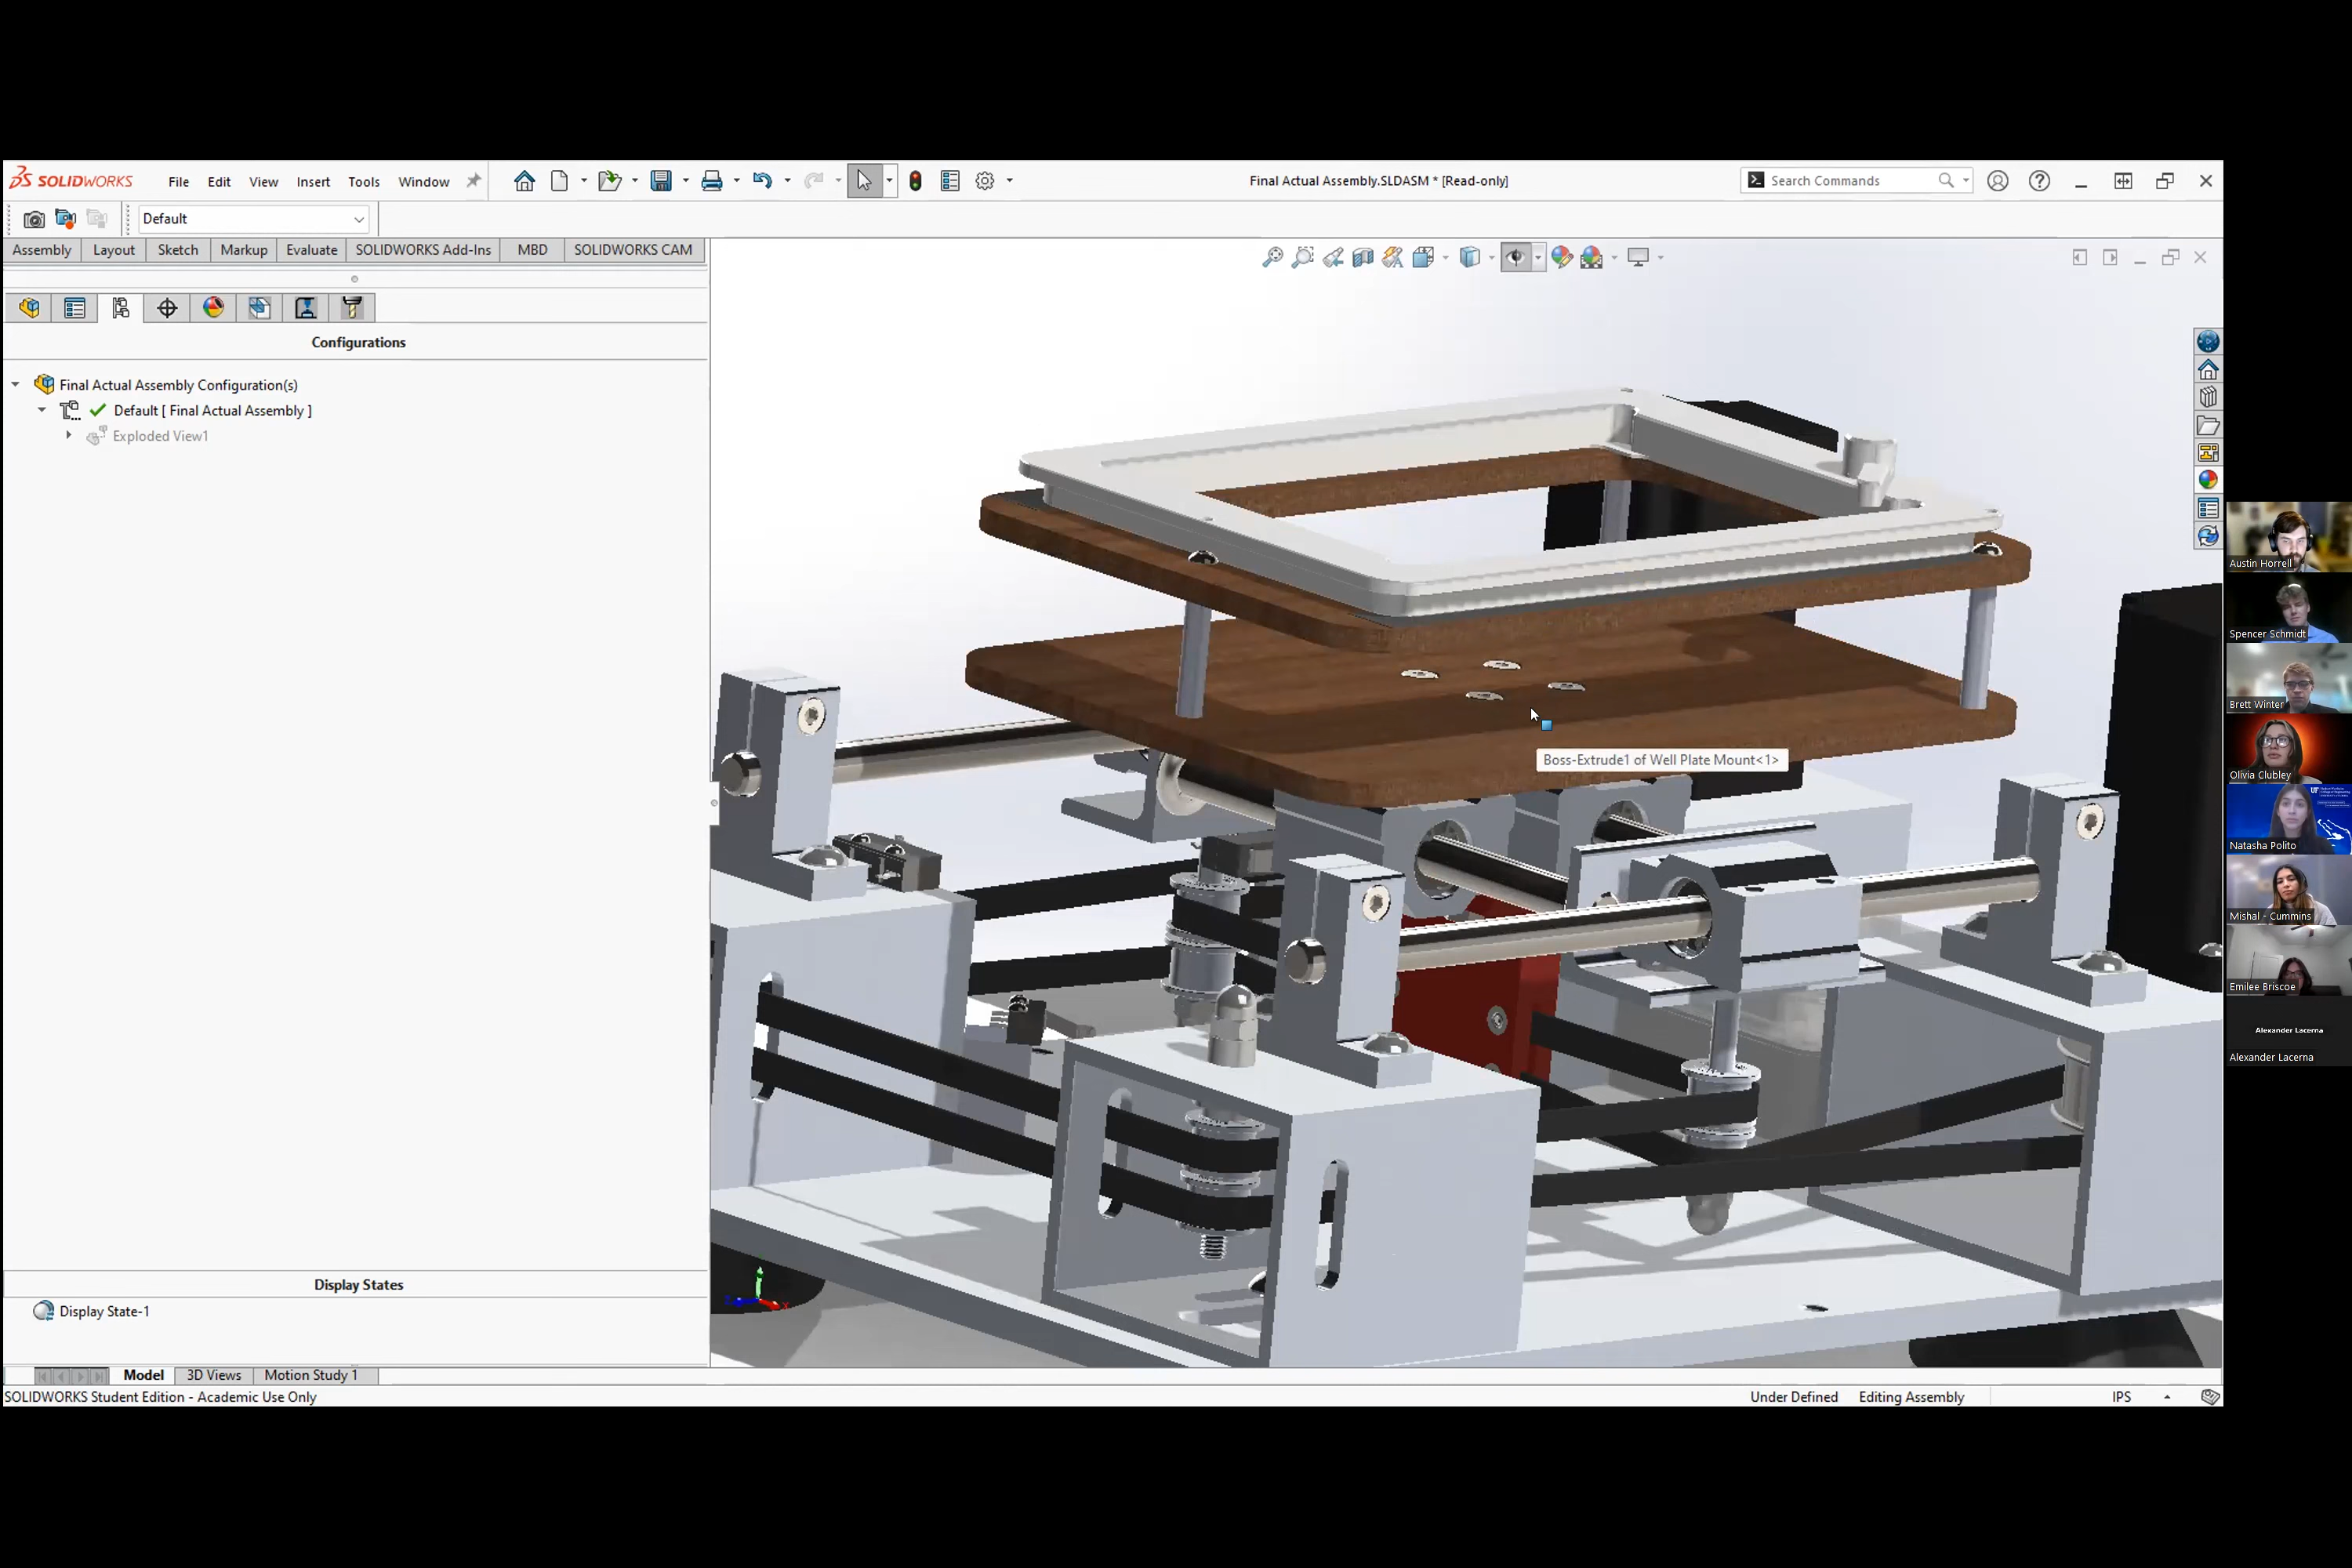 SOLIDWORKS File Edit View Insert Tools Window Final Actual Assembly.SLDASM * [Read-only] Search Commands
Default
Assembly Layout Sketch Markup Evaluate SOLIDWORKS Add-Ins MBD SOLIDWORKS CAM
Configurations
Final Actual Assembly Configuration(s)
Default [ Final Actual Assembly ]
Exploded View1
Boss-Extrude1 of Well Plate Mount<1>
Display States
Display State-1
Model 3D Views Motion Study 1
SOLIDWORKS Student Edition - Academic Use Only Under Defined Editing Assembly IPS
Austin Horrell
Spencer Schmidt
Brett Winter
Olivia Clubley
Natasha Polito
Mishal - Cummins
Emilee Briscoe
Alexander Lacerna
Alexander Lacerna